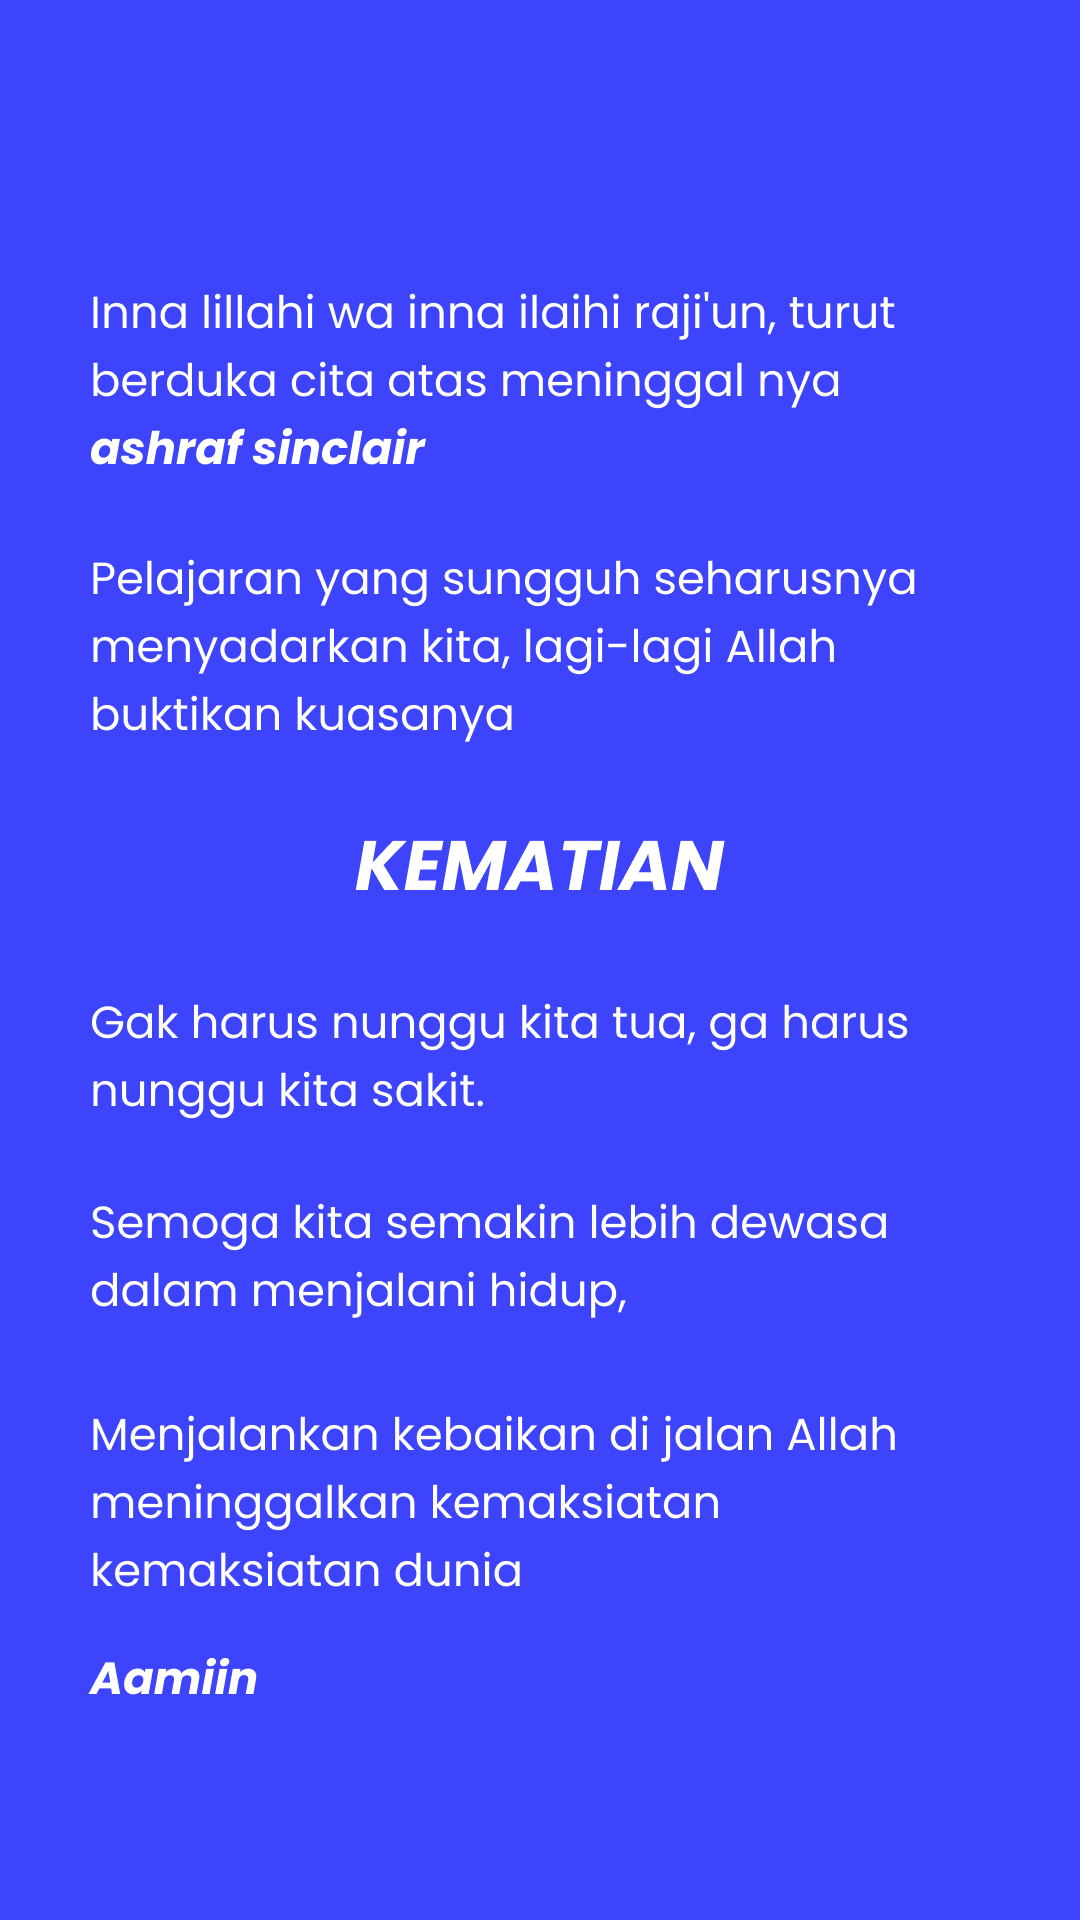 Inna lillahi wa inna ilaihi raji'un, turut
berduka cita atas meninggal nya
ashraf sinclair
Pelajaran yang sungguh seharusnya
menyadarkan kita, lagi-lagi Allah
buktikan kuasanya
KEMATIAN
Gak harus nunggu kita tua, ga harus
nunggu kita sakit.
Semoga kita semakin lebih dewasa
dalam menjalani hidup,
Menjalankan kebaikan di jalan Allah
meninggalkan kemaksiatan
kemaksiatan dunia
Aamiin